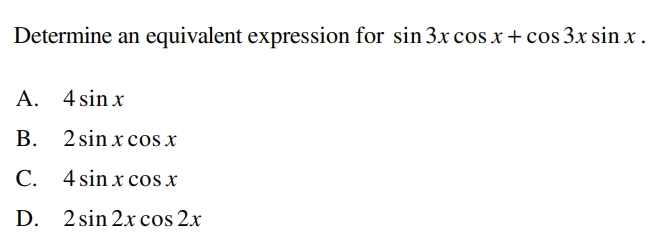 Determine an equivalent expression for sin 3x cos x + cos 3x sin x.
A. 4 sin x
B. 2 sin x cos x
C. 4 sin x cos x
D. 2 sin 2x cos 2x